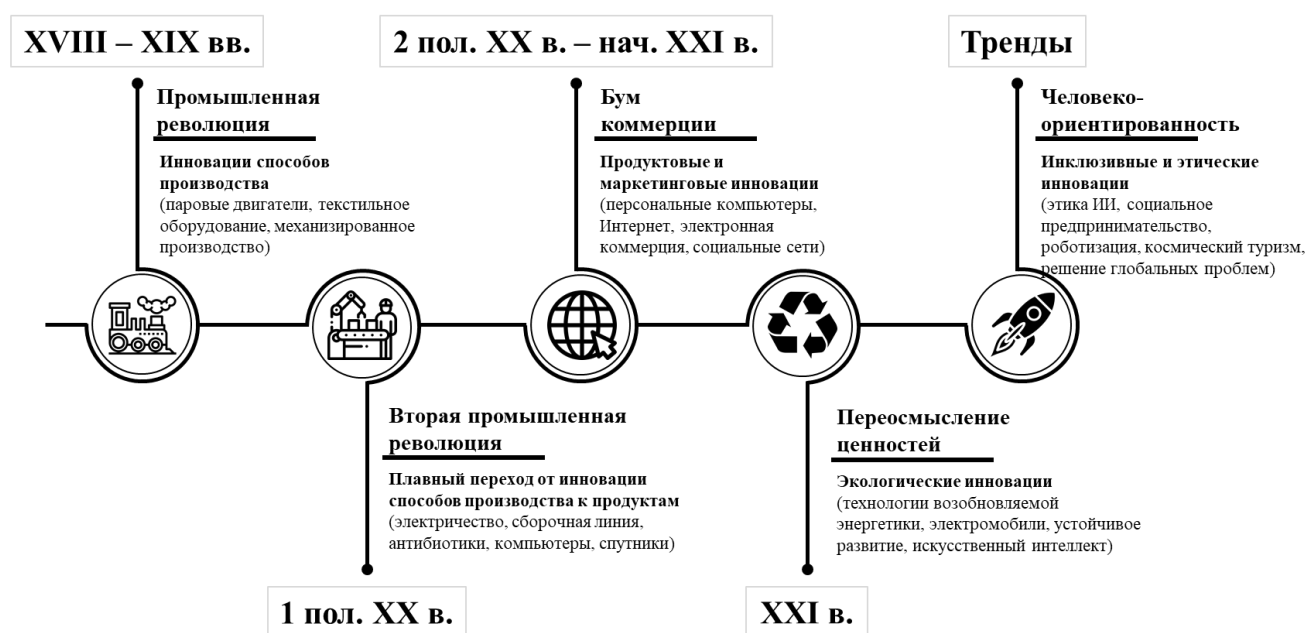 XVIII – XIX вв.
Промышленная
революция
Инновации способов
производства
(паровые двигатели, текстильное
оборудование, механизированное
производство)
1 пол. XX в.
Вторая промышленная
революция
Плавный переход от инновации
способов производства к продуктам
(электричество, сборочная линия,
антибиотики, компьютеры, спутники)
2 пол. XX в. – нач. XXI в.
Бум
коммерции
Продуктовые и
маркетинговые инновации
(персональные компьютеры,
Интернет, электронная
коммерция, социальные сети)
XXI в.
Переосмысление
ценностей
Экологические инновации
(технологии возобновляемой
энергетики, электромобили, устойчивое
развитие, искусственный интеллект)
Тренды
Человеко-
ориентированность
Инклюзивные и этические
инновации
(этика ИИ, социальное
предпринимательство,
роботизация, космический туризм,
решение глобальных проблем)